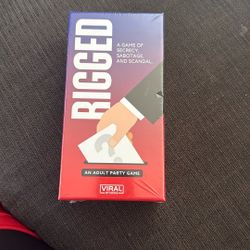 RIGGED
A GAME OF
SECRECY,
SABOTAGE,
AND SCANDAL.
AN ADULT PARTY GAME
VIRAL